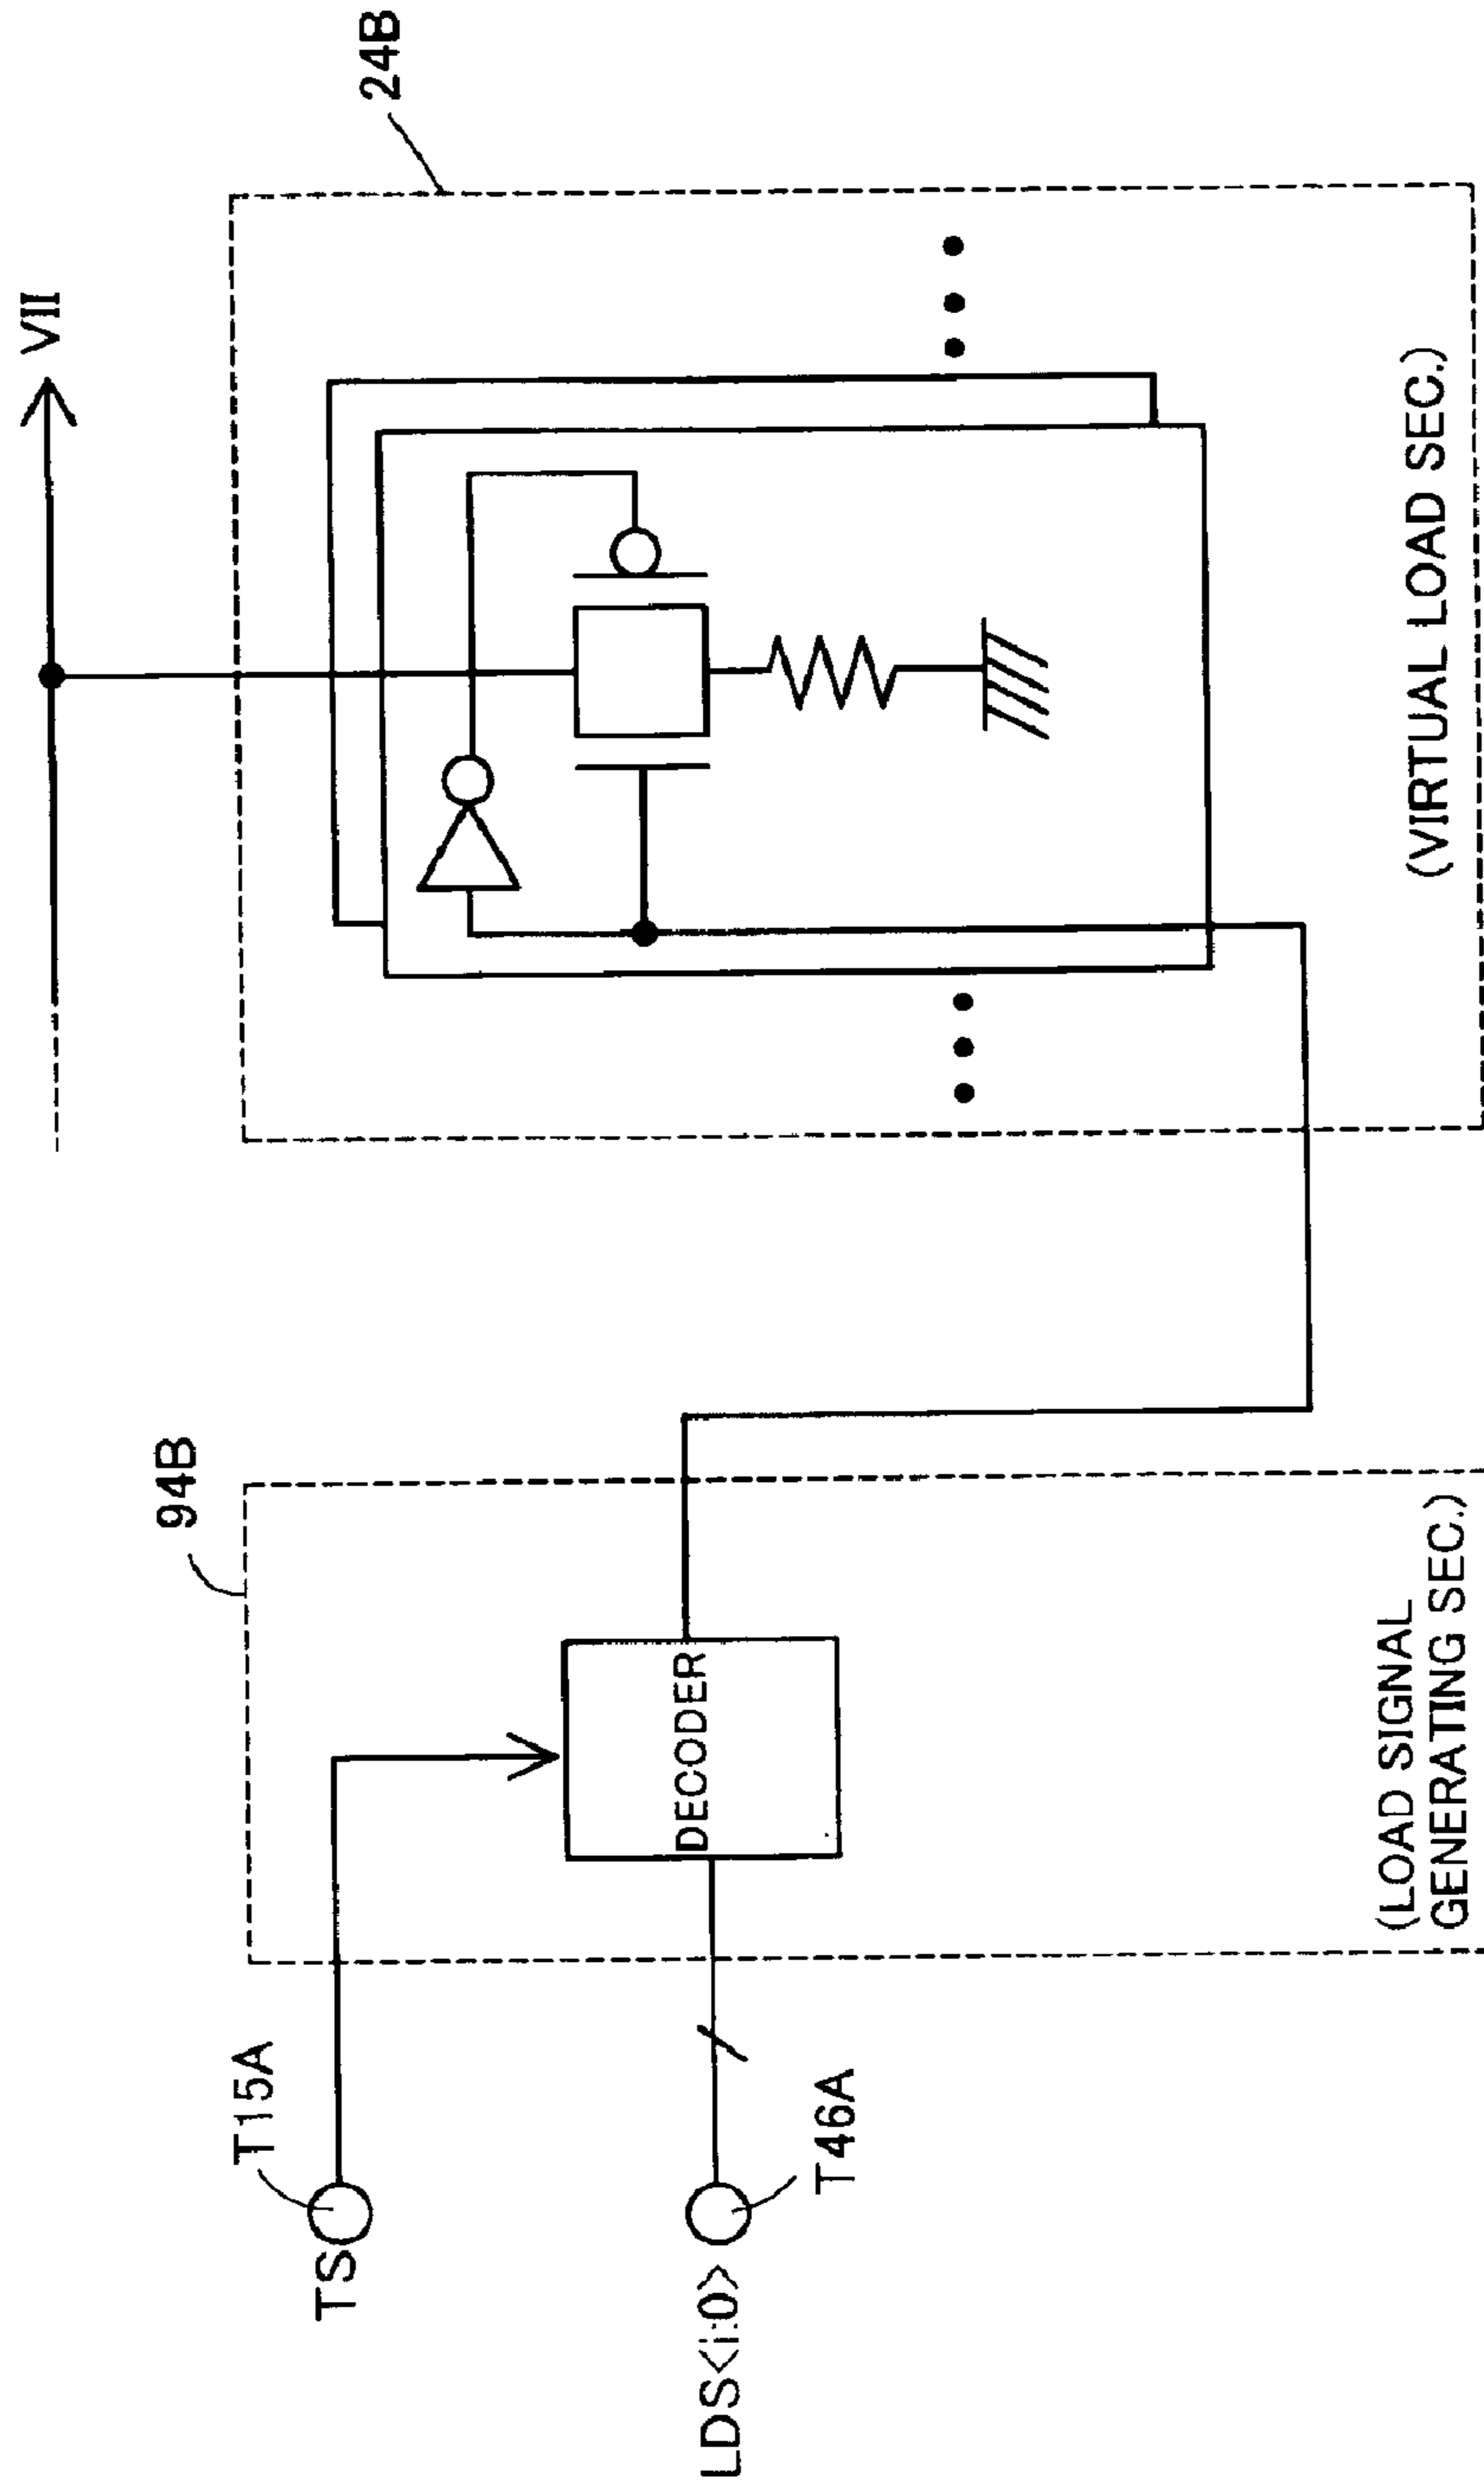 VII
24B
(VIRTUAL LOAD SEC.)
94B
DECODER
(LOAD SIGNAL
GENERATING SEC.)
T15A
TS
T46A
LDS<i:0>